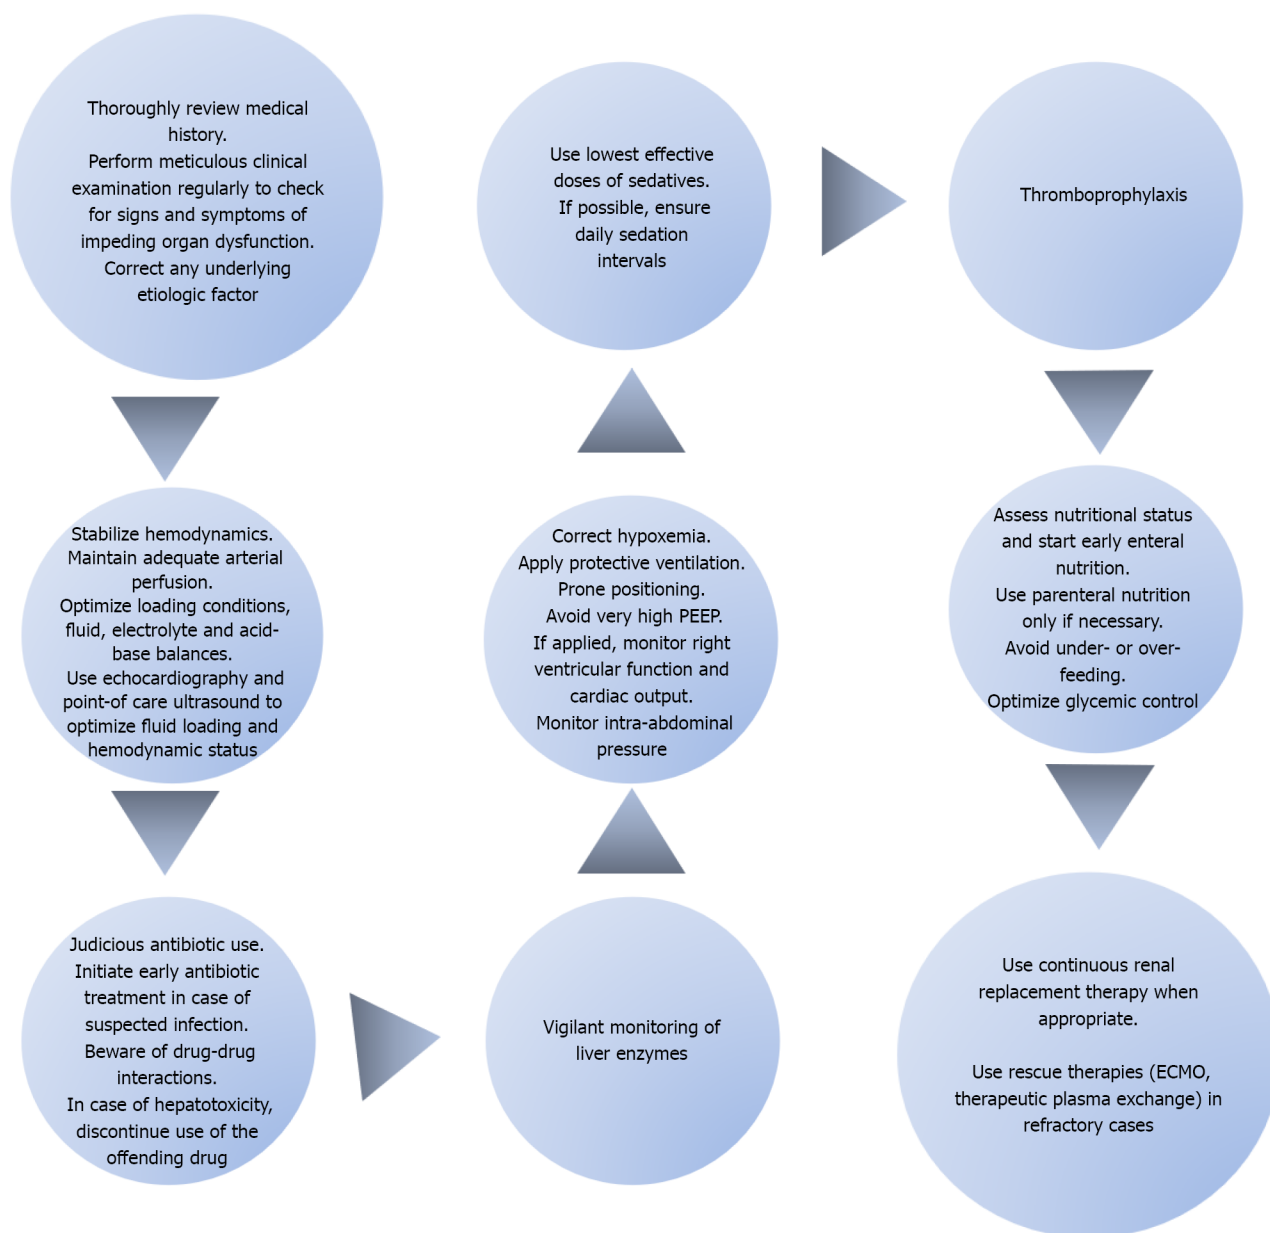 Thoroughly review medical
history.
Perform meticulous clinical
examination regularly to check
for signs and symptoms of
impeding organ dysfunction.
Correct any underlying
etiologic factor
Stabilize hemodynamics.
Maintain adequate arterial
perfusion.
Optimize loading conditions,
fluid, electrolyte and acid-
base balances.
Use echocardiography and
point-of care ultrasound to
optimize fluid loading and
hemodynamic status
Judicious antibiotic use.
Initiate early antibiotic
treatment in case of
suspected infection.
Beware of drug-drug
interactions.
In case of hepatotoxicity,
discontinue use of the
offending drug
Vigilant monitoring of
liver enzymes
Correct hypoxemia.
Apply protective ventilation.
Prone positioning.
Avoid very high PEEP.
If applied, monitor right
ventricular function and
cardiac output.
Monitor intra-abdominal
pressure
Use lowest effective
doses of sedatives.
If possible, ensure
daily sedation
intervals
Thromboprophylaxis
Assess nutritional status
and start early enteral
nutrition.
Use parenteral nutrition
only if necessary.
Avoid under- or over-
feeding.
Optimize glycemic control
Use continuous renal
replacement therapy when
appropriate.
Use rescue therapies (ECMO,
therapeutic plasma exchange) in
refractory cases